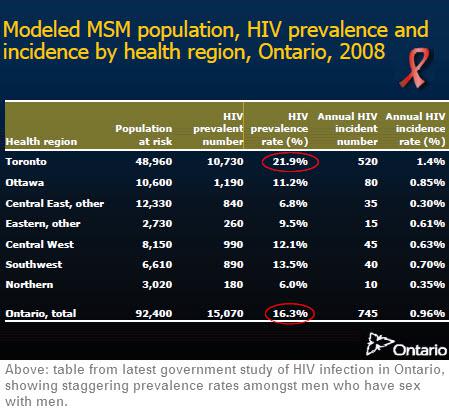 Modeled MSM population, HIV prevalence and
incidence by health region, Ontario, 2008
Health region Population at risk HIV prevalent number HIV prevalence rate (%) Annual HIV incident number Annual HIV incidence rate (%)
Toronto 48,960 10,730 21.9% 520 1.4%
Ottawa 10,600 1,190 11.2% 80 0.85%
Central East, other 12,330 840 6.8% 35 0.30%
Eastern, other 2,730 260 9.5% 15 0.61%
Central West 8,150 990 12.1% 45 0.63%
Southwest 6,610 890 13.5% 40 0.70%
Northern 3,020 180 6.0% 10 0.35%
Ontario, total 92,400 15,070 16.3% 745 0.96%
Ontario
Above: table from latest government study of HIV infection in Ontario,
showing staggering prevalence rates amongst men who have sex
with men.